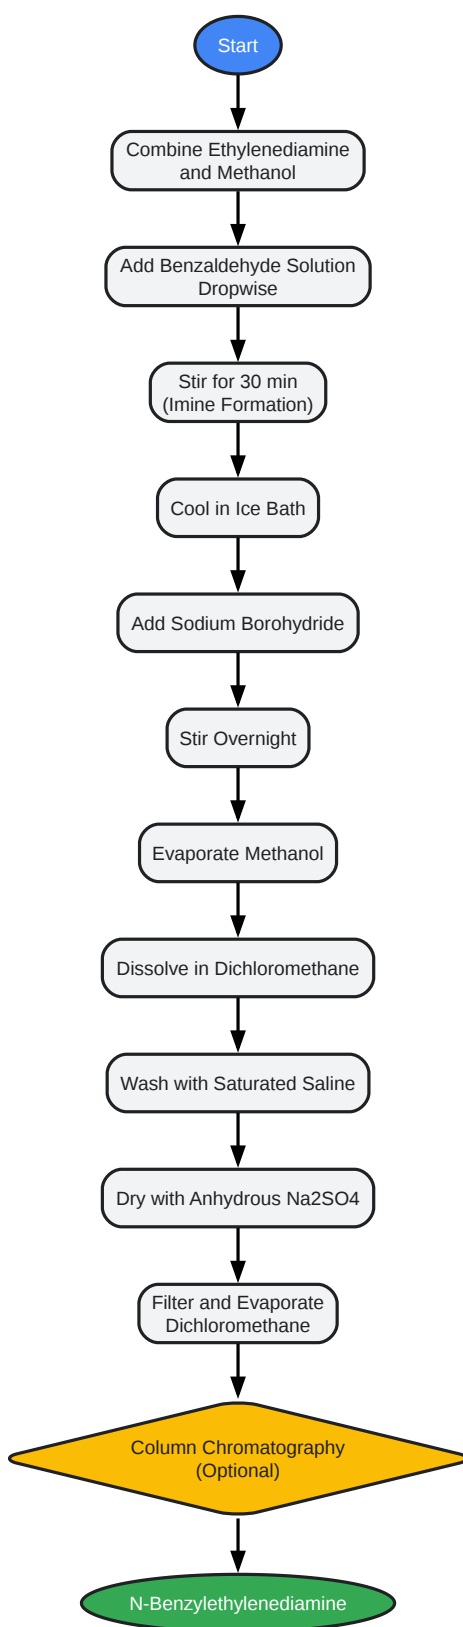 Start
Combine Ethylenediamine
and Methanol
Add Benzaldehyde Solution
Dropwise
Stir for 30 min
(Imine Formation)
Cool in Ice Bath
Add Sodium Borohydride
Stir Overnight
Evaporate Methanol
Dissolve in Dichloromethane
Wash with Saturated Saline
Dry with Anhydrous Na2SO4
Filter and Evaporate
Dichloromethane
Column Chromatography
(Optional)
N-Benzylethylenediamine